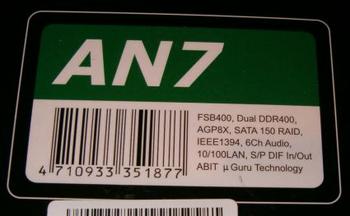 AN7
FSB400, Dual DDR400,
AGP8X, SATA 150 RAID,
IEEE1394, 6Ch Audio,
10/100LAN, S/P DIF In/Out
ABIT μGuru Technology
4 710933 351877